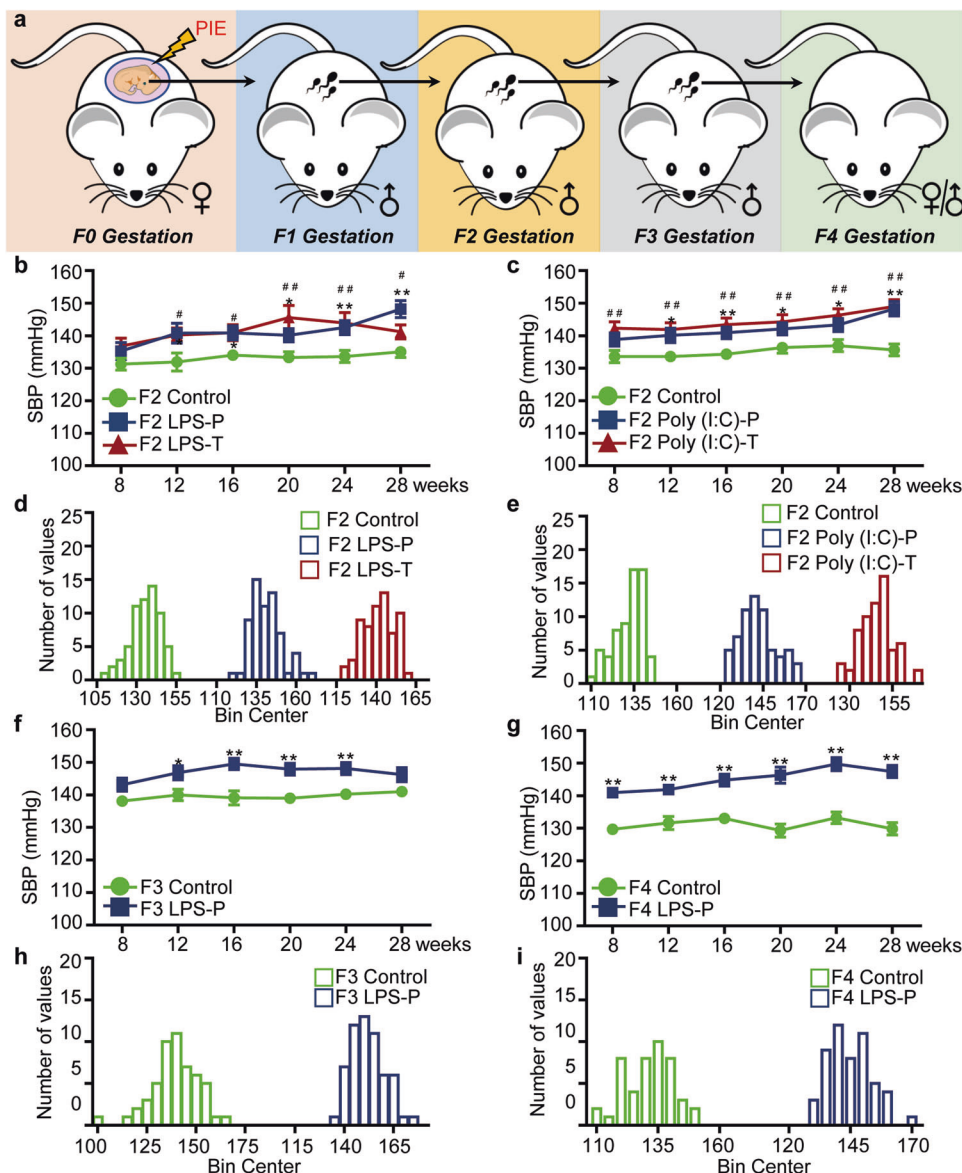 a
PIE
♀ ♂ ♂ ♂ ♀/♂
F0 Gestation F1 Gestation F2 Gestation F3 Gestation F4 Gestation
b
160
150
140
130
120
110
100
SBP (mmHg)
# # ## ## #
* * * ** **
F2 Control
F2 LPS-P
F2 LPS-T
8 12 16 20 24 28 weeks
c
160
150
140
130
120
110
100
SBP (mmHg)
## # ## ## ## ##
* ** * * **
F2 Control
F2 Poly (I:C)-P
F2 Poly (I:C)-T
8 12 16 20 24 28 weeks
d
25
20
15
10
5
0
Number of values
F2 Control
F2 LPS-P
F2 LPS-T
105 130 155 110 135 160 115 140 165
Bin Center
e
25
20
15
10
5
0
Number of values
F2 Control
F2 Poly (I:C)-P
F2 Poly (I:C)-T
110 135 160 120 145 170 130 155
Bin Center
f
160
150
140
130
120
110
100
SBP (mmHg)
* ** ** **
F3 Control
F3 LPS-P
8 12 16 20 24 28 weeks
g
160
150
140
130
120
110
100
SBP (mmHg)
** ** ** ** ** **
F4 Control
F4 LPS-P
8 12 16 20 24 28 weeks
h
20
15
10
5
0
Number of values
F3 Control
F3 LPS-P
100 125 150 175 115 140 165
Bin Center
i
20
15
10
5
0
Number of values
F4 Control
F4 LPS-P
110 135 160 120 145 170
Bin Center